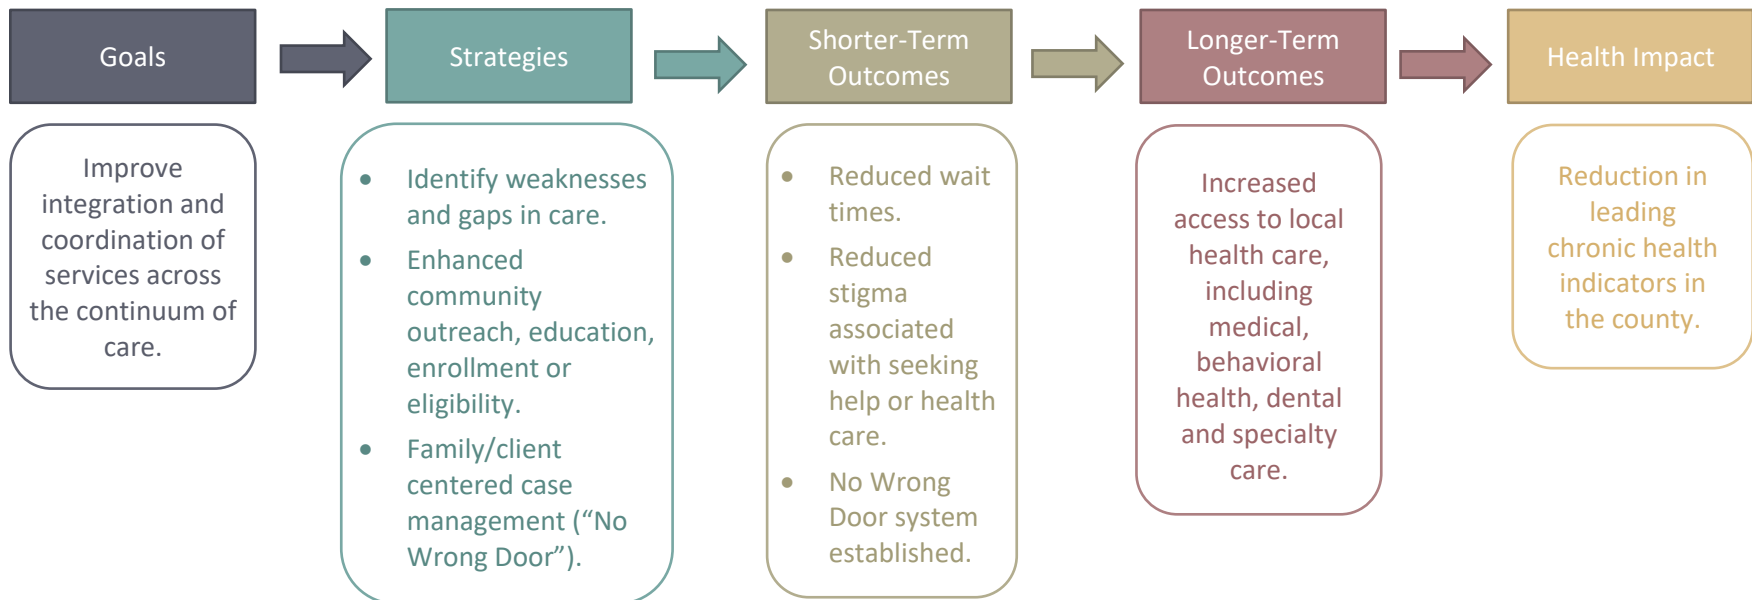 Goals
Strategies
Shorter-Term
Outcomes
Longer-Term
Outcomes
Health Impact
Improve
integration and
coordination of
services across
the continuum of
care.
• Identify weaknesses
and gaps in care.
• Enhanced
community
outreach, education,
enrollment or
eligibility.
• Family/client
centered case
management (“No
Wrong Door”).
• Reduced wait
times.
• Reduced
stigma
associated
with seeking
help or health
care.
• No Wrong
Door system
established.
Increased
access to local
health care,
including
medical,
behavioral
health, dental
and specialty
care.
Reduction in
leading
chronic health
indicators in
the county.